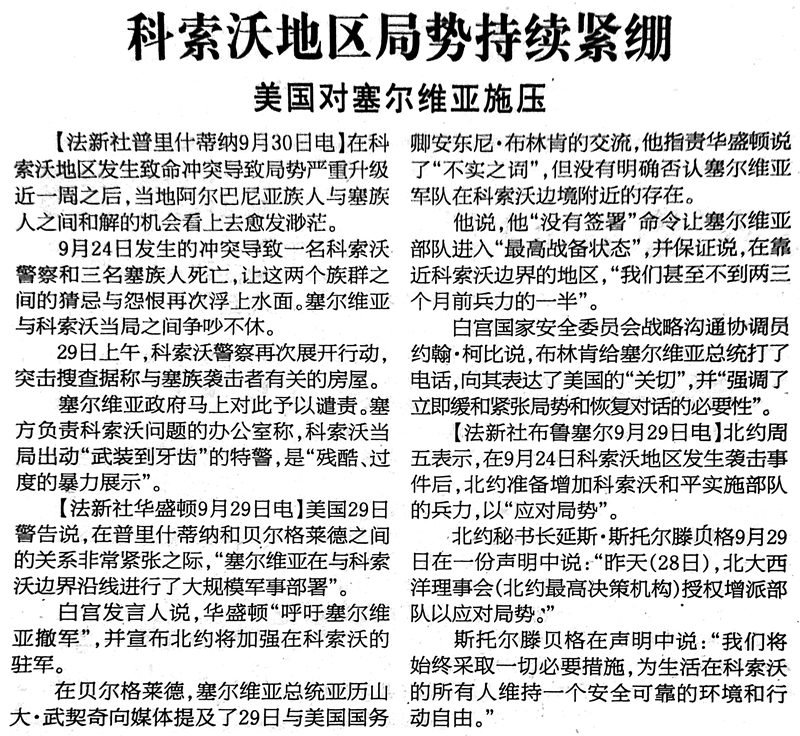 科索沃地区局势持续紧绷
美国对塞尔维亚施压
【法新社普里什蒂纳9月30日电】在科
索沃地区发生致命冲突导致局势严重升级
近一周之后，当地阿尔巴尼亚族人与塞族
人之间和解的机会看上去愈发渺茫。
9月24日发生的冲突导致一名科索沃
警察和三名塞族人死亡，让这两个族群之
间的猜忌与怨恨再次浮上水面。塞尔维亚
与科索沃当局之间争吵不休。
29日上午，科索沃警察再次展开行动，
突击搜查据称与塞族袭击者有关的房屋。
塞尔维亚政府马上对此予以谴责。塞
方负责科索沃问题的办公室称，科索沃当
局出动“武装到牙齿”的特警，是“残酷、过
度的暴力展示”。
【法新社华盛顿9月29日电】美国29日
警告说，在普里什蒂纳和贝尔格莱德之间
的关系非常紧张之际，“塞尔维亚在与科索
沃边界沿线进行了大规模军事部署”。
白宫发言人说，华盛顿“呼吁塞尔维
亚撤军”，并宣布北约将加强在科索沃的
驻军。
在贝尔格莱德，塞尔维亚总统亚历山
大·武契奇向媒体提及了29日与美国国务
卿安东尼·布林肯的交流，他指责华盛顿说
了“不实之词”，但没有明确否认塞尔维亚
军队在科索沃边境附近的存在。
他说，他“没有签署”命令让塞尔维亚
部队进入“最高战备状态”，并保证说，在靠
近科索沃边界的地区，“我们甚至不到两三
个月前兵力的一半”。
白宫国家安全委员会战略沟通协调员
约翰·柯比说，布林肯给塞尔维亚总统打了
电话，向其表达了美国的“关切”，并“强调了
立即缓和紧张局势和恢复对话的必要性”。
【法新社布鲁塞尔9月29日电】北约周
五表示，在9月24日科索沃地区发生袭击事
件后，北约准备增加科索沃和平实施部队
的兵力，以“应对局势”。
北约秘书长延斯·斯托尔滕贝格9月29
日在一份声明中说：“昨天(28日)，北大西
洋理事会(北约最高决策机构)授权增派部
队以应对局势。”
斯托尔滕贝格在声明中说：“我们将
始终采取一切必要措施，为生活在科索沃
的所有人维持一个安全可靠的环境和行
动自由。”